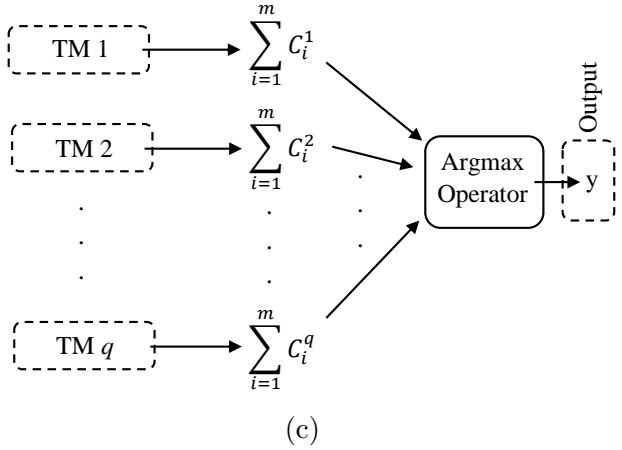 TM 1
∑_{i=1}^{m} C_i^1
TM 2
∑_{i=1}^{m} C_i^2
TM q
∑_{i=1}^{m} C_i^q
Argmax
Operator
Output
y
(c)